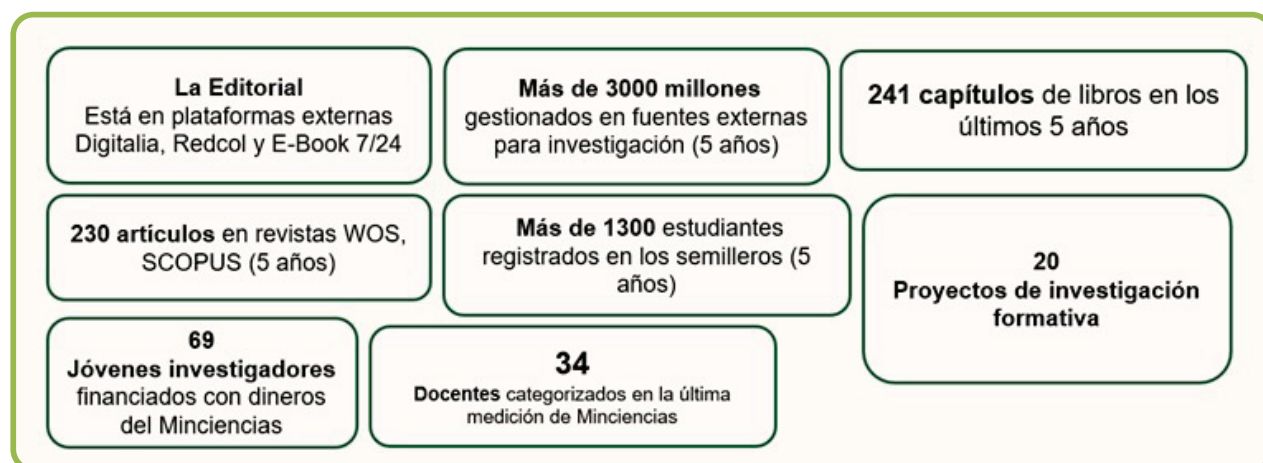 La Editorial
Está en plataformas externas
Digitalia, Redcol y E-Book 7/24
Más de 3000 millones
gestionados en fuentes externas
para investigación (5 años)
241 capítulos de libros en los
últimos 5 años
230 artículos en revistas WOS,
SCOPUS (5 años)
Más de 1300 estudiantes
registrados en los semilleros (5
años)
20
Proyectos de investigación
formativa
69
Jóvenes investigadores
financiados con dineros
del Minciencias
34
Docentes categorizados en la última
medición de Minciencias